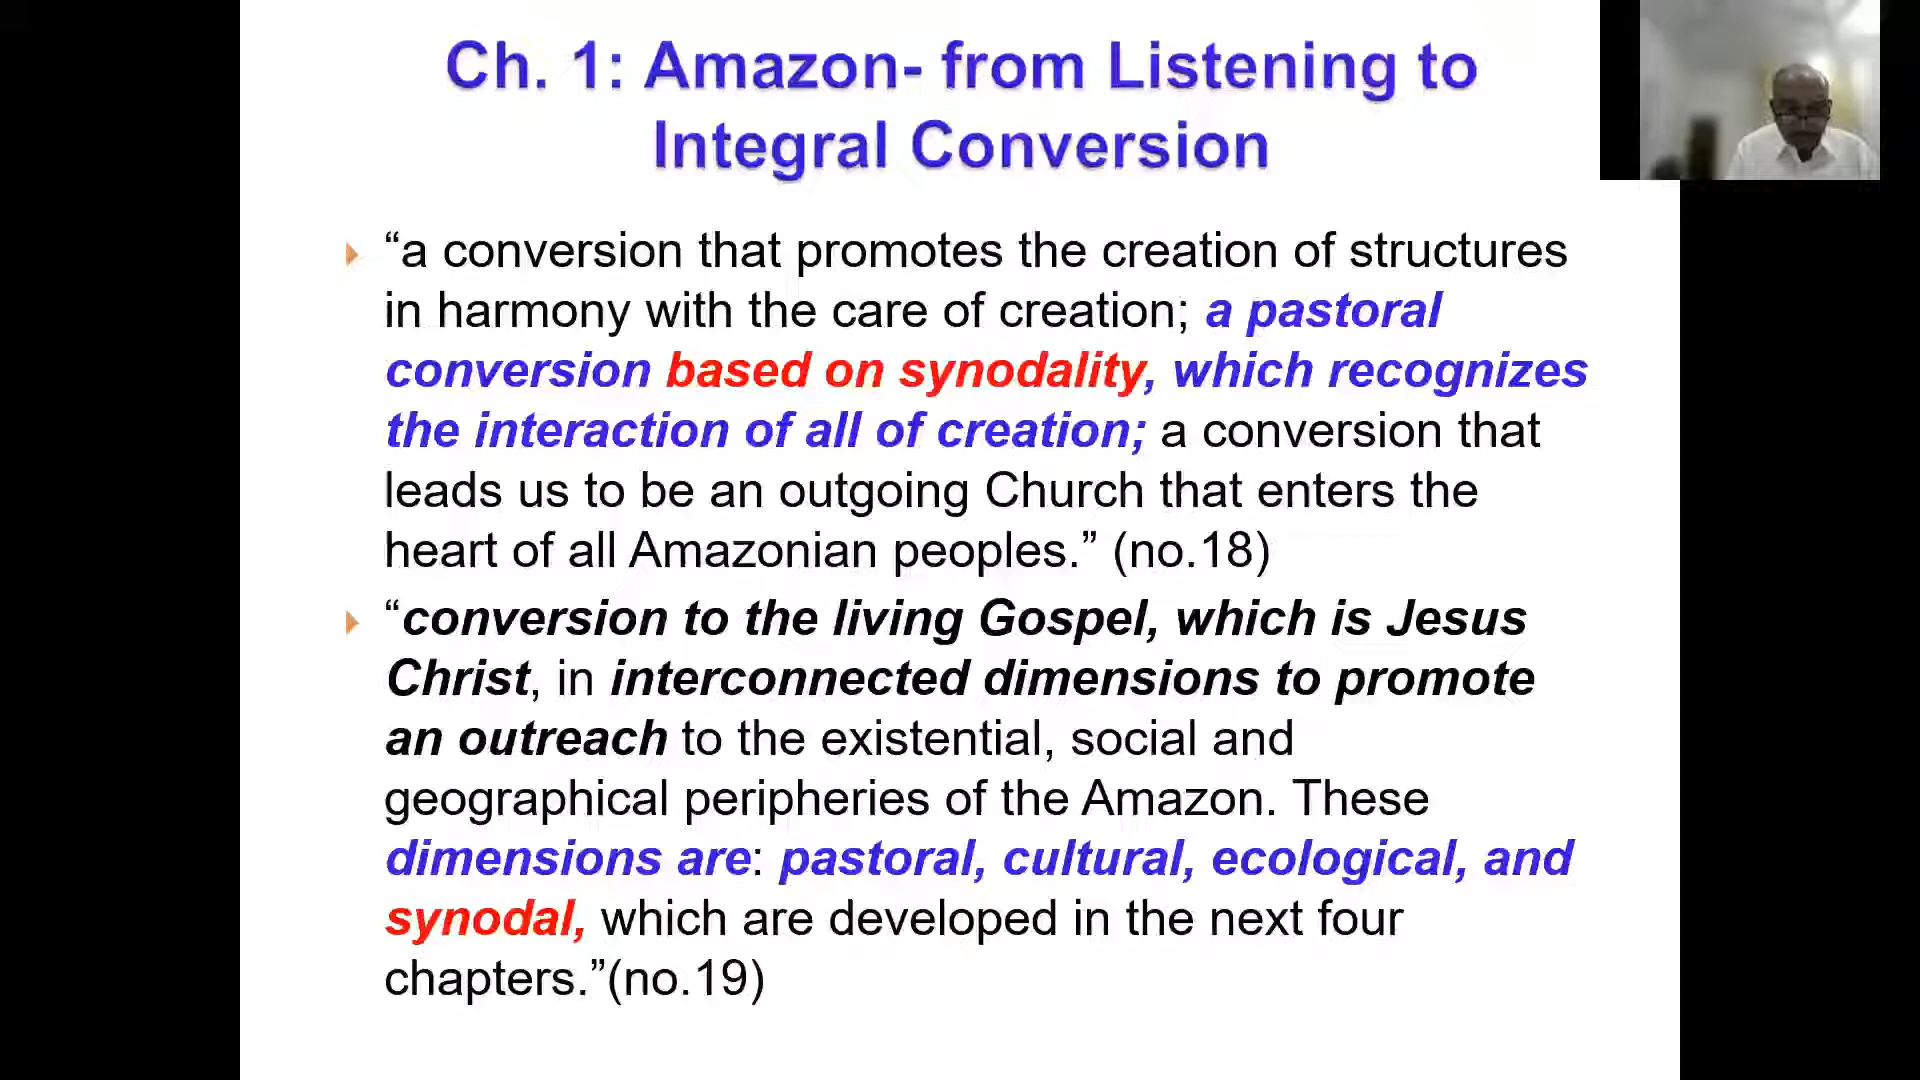 Ch. 1: Amazon- from Listening to
Integral Conversion
“a conversion that promotes the creation of structures
in harmony with the care of creation; a pastoral
conversion based on synodality, which recognizes
the interaction of all of creation; a conversion that
leads us to be an outgoing Church that enters the
heart of all Amazonian peoples.” (no.18)
“conversion to the living Gospel, which is Jesus
Christ, in interconnected dimensions to promote
an outreach to the existential, social and
geographical peripheries of the Amazon. These
dimensions are: pastoral, cultural, ecological, and
synodal, which are developed in the next four
chapters.”(no.19)